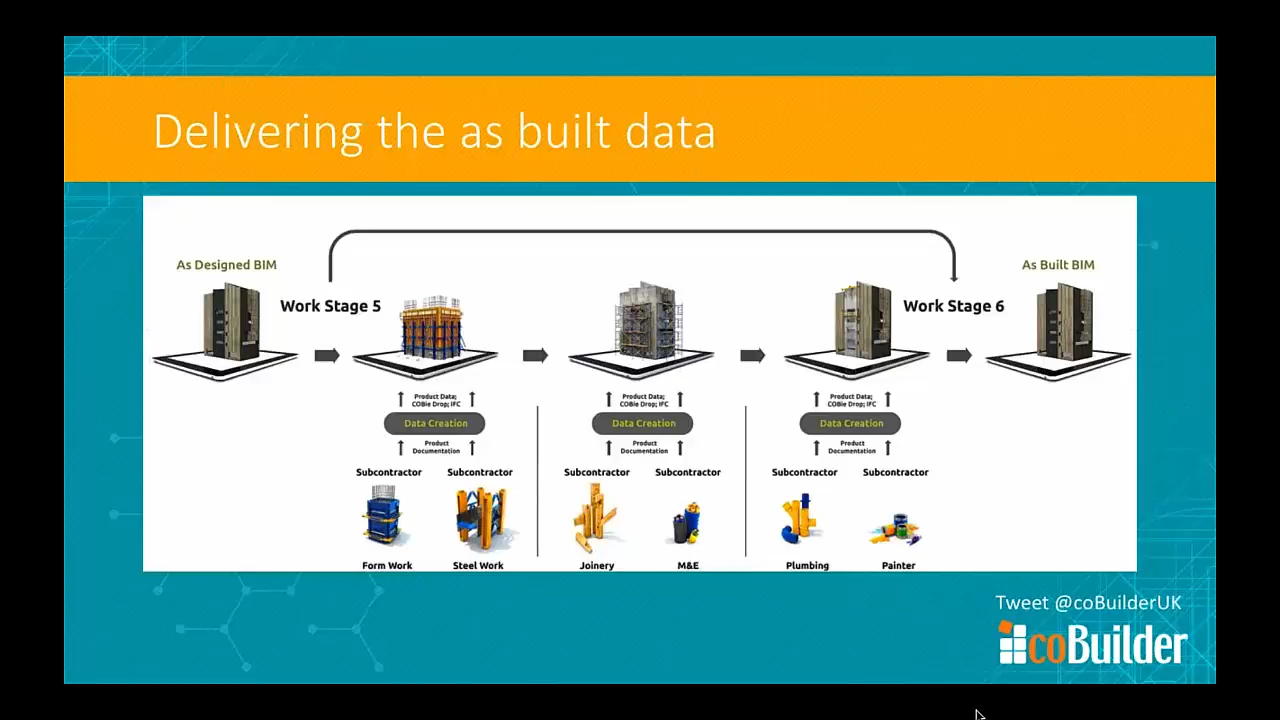 Delivering the as built data
As Designed BIM
As Built BIM
Work Stage 5
Work Stage 6
Product Data;
COBie Drop; IFC
Product Data;
COBie Drop; IFC
Product Data;
COBie Drop; IFC
Data Creation
Data Creation
Data Creation
Product
Documentation
Product
Documentation
Product
Documentation
Subcontractor
Subcontractor
Subcontractor
Subcontractor
Subcontractor
Subcontractor
Form Work
Steel Work
Joinery
M&E
Plumbing
Painter
Tweet @coBuilderUK
coBuilder